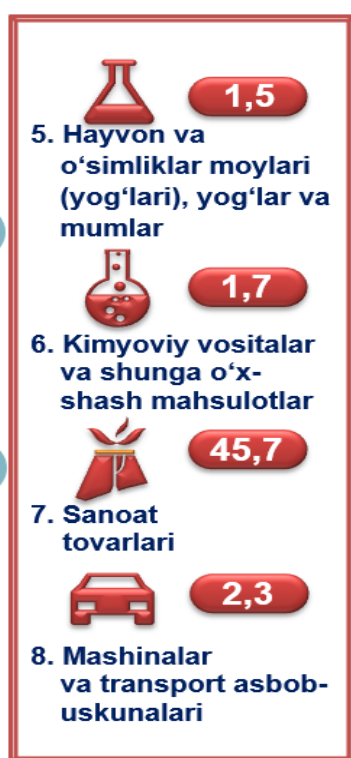 1,5
5. Hayvon va
o‘simliklar moylari
(yog‘lari), yog‘lar va
mumlar
1,7
6. Kimyoviy vositalar
va shunga o‘x-
shash mahsulotlar
45,7
7. Sanoat
tovarlari
2,3
8. Mashinalar
va transport asbob-
uskunalari